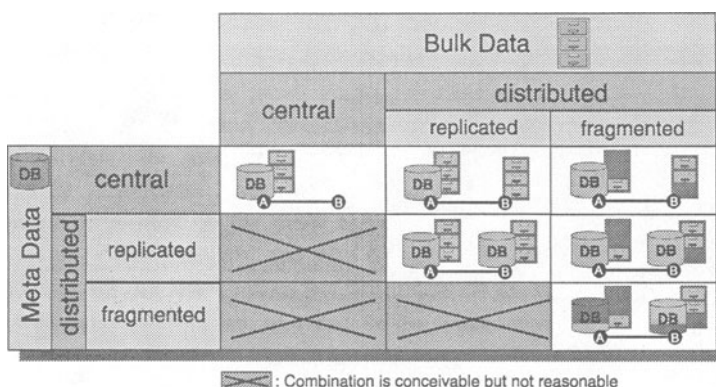 Bulk Data
central
distributed
replicated
fragmented
DB
Meta Data
central
DB
A
B
DB
A
B
DB
A
B
distributed
replicated
DB
DB
A
B
DB
DB
A
B
fragmented
DB
DB
A
B
: Combination is conceivable but not reasonable